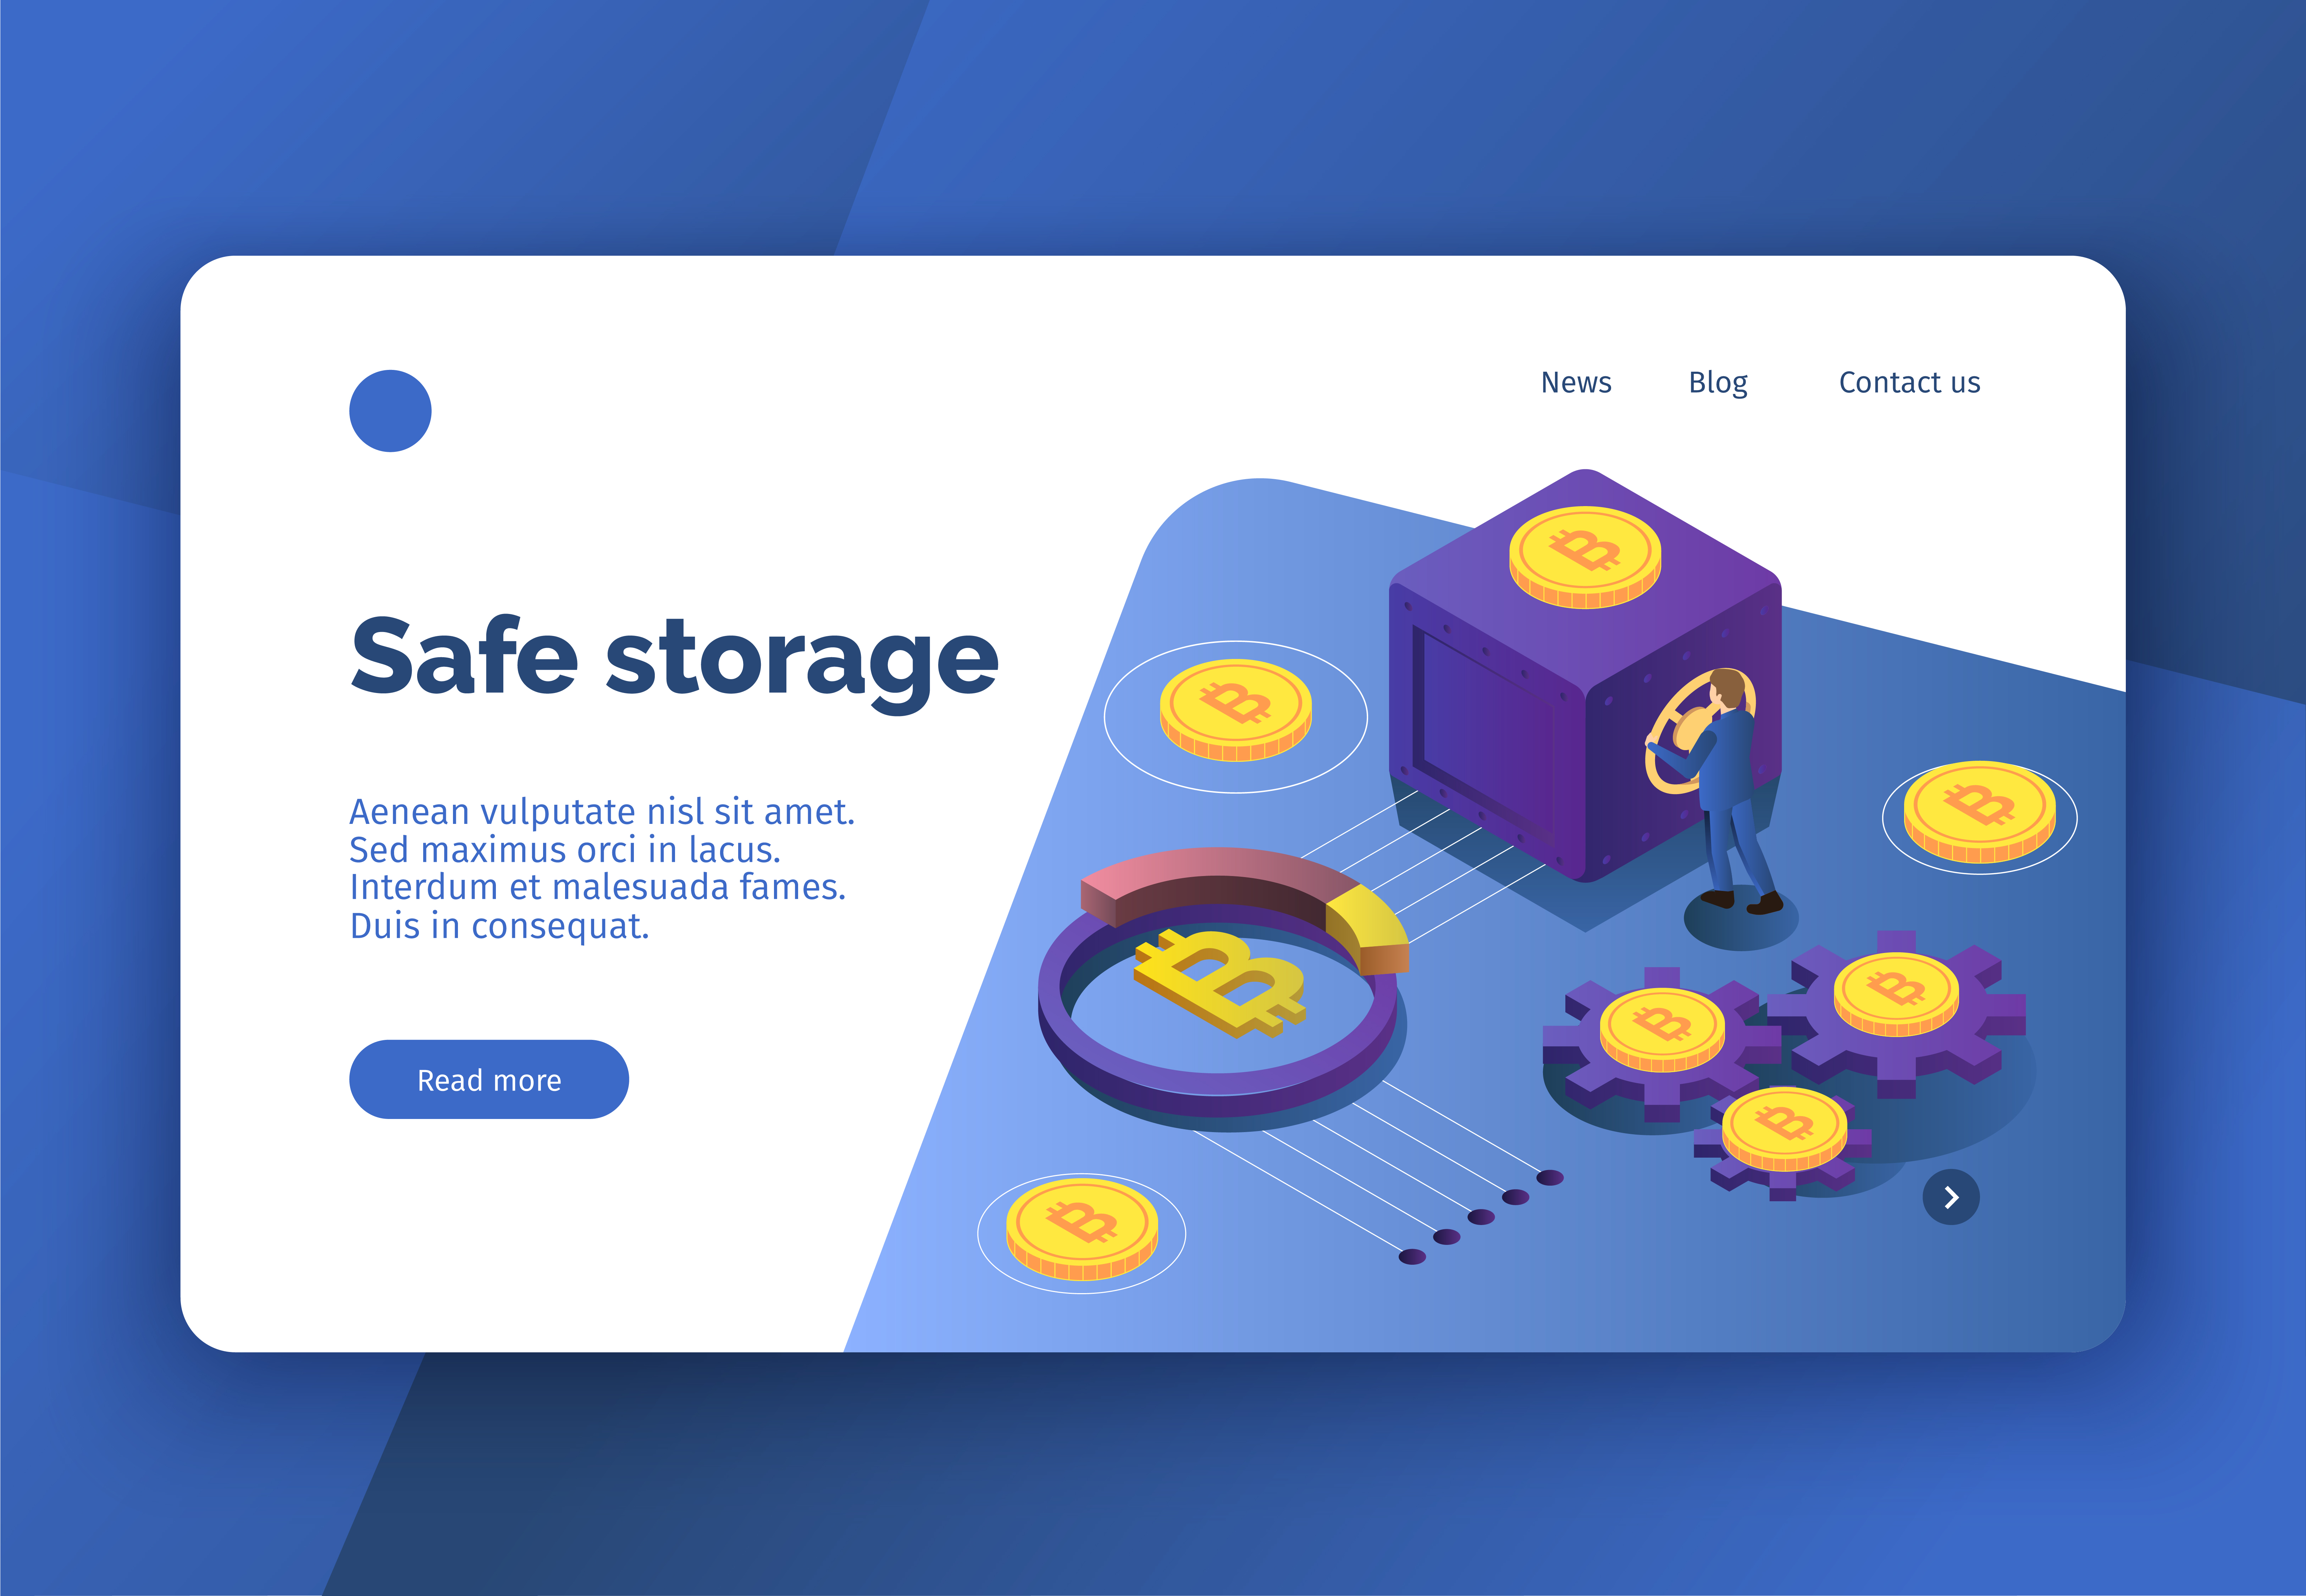 News Blog Contact us
Safe storage
Aenean vulputate nisl sit amet.
Sed maximus orci in lacus.
Interdum et malesuada fames.
Duis in consequat.
Read more